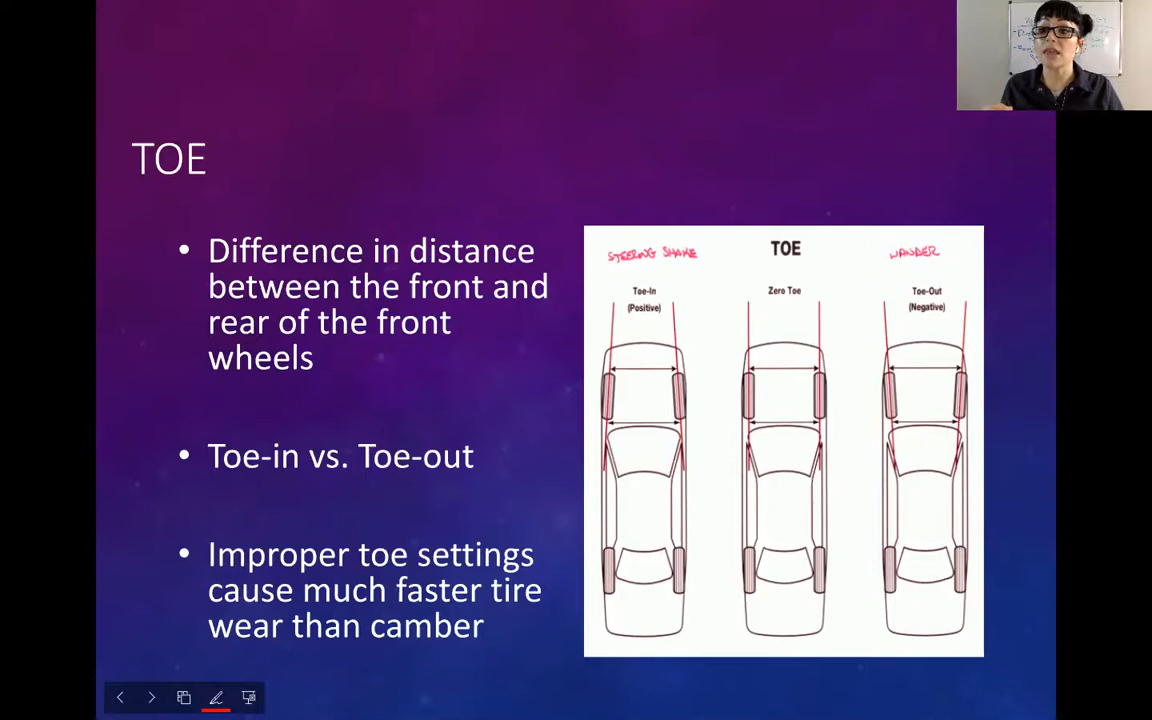 TOE
• Difference in distance
between the front and
rear of the front
wheels
• Toe-in vs. Toe-out
• Improper toe settings
cause much faster tire
wear than camber
STEERING SHAKE
TOE
WANDER
Toe-In
(Positive)
Zero Toe
Toe-Out
(Negative)